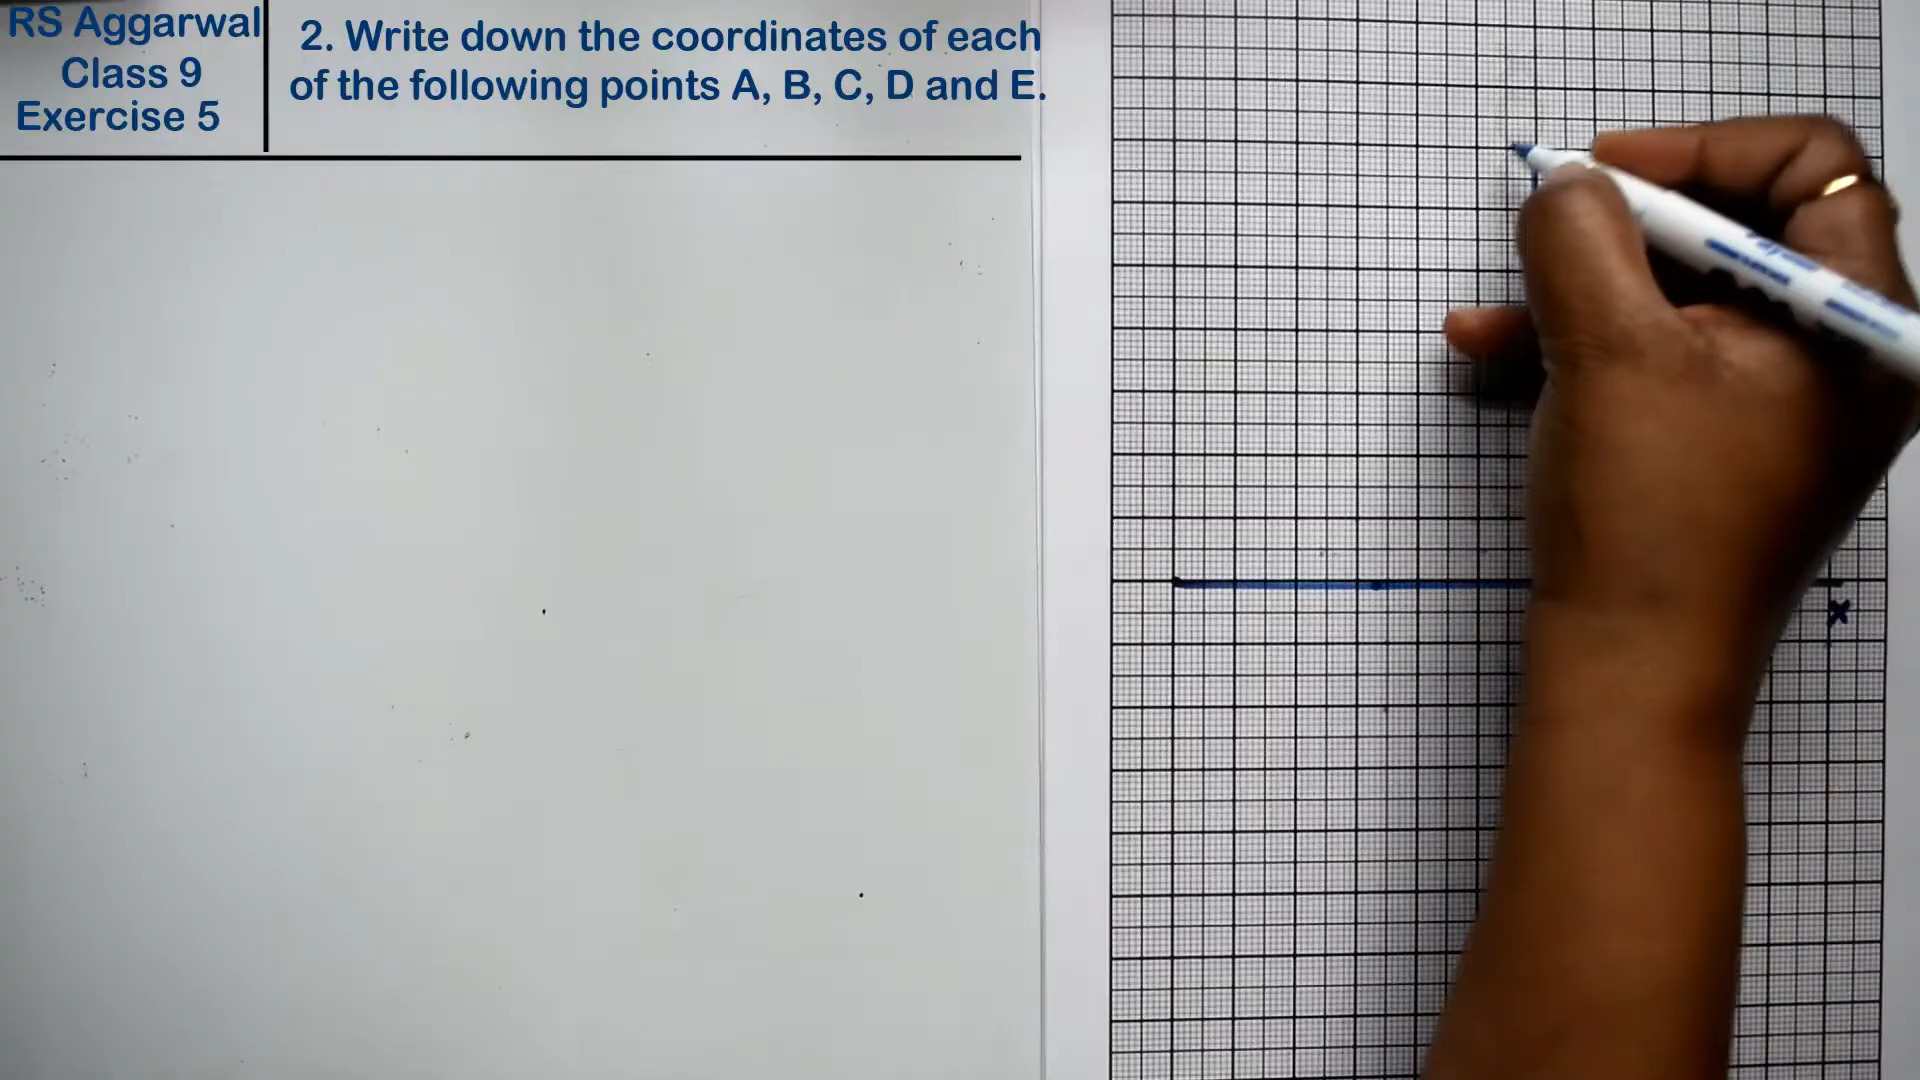 RS Aggarwal
Class 9
Exercise 5
2. Write down the coordinates of each
of the following points A, B, C, D and E.
x